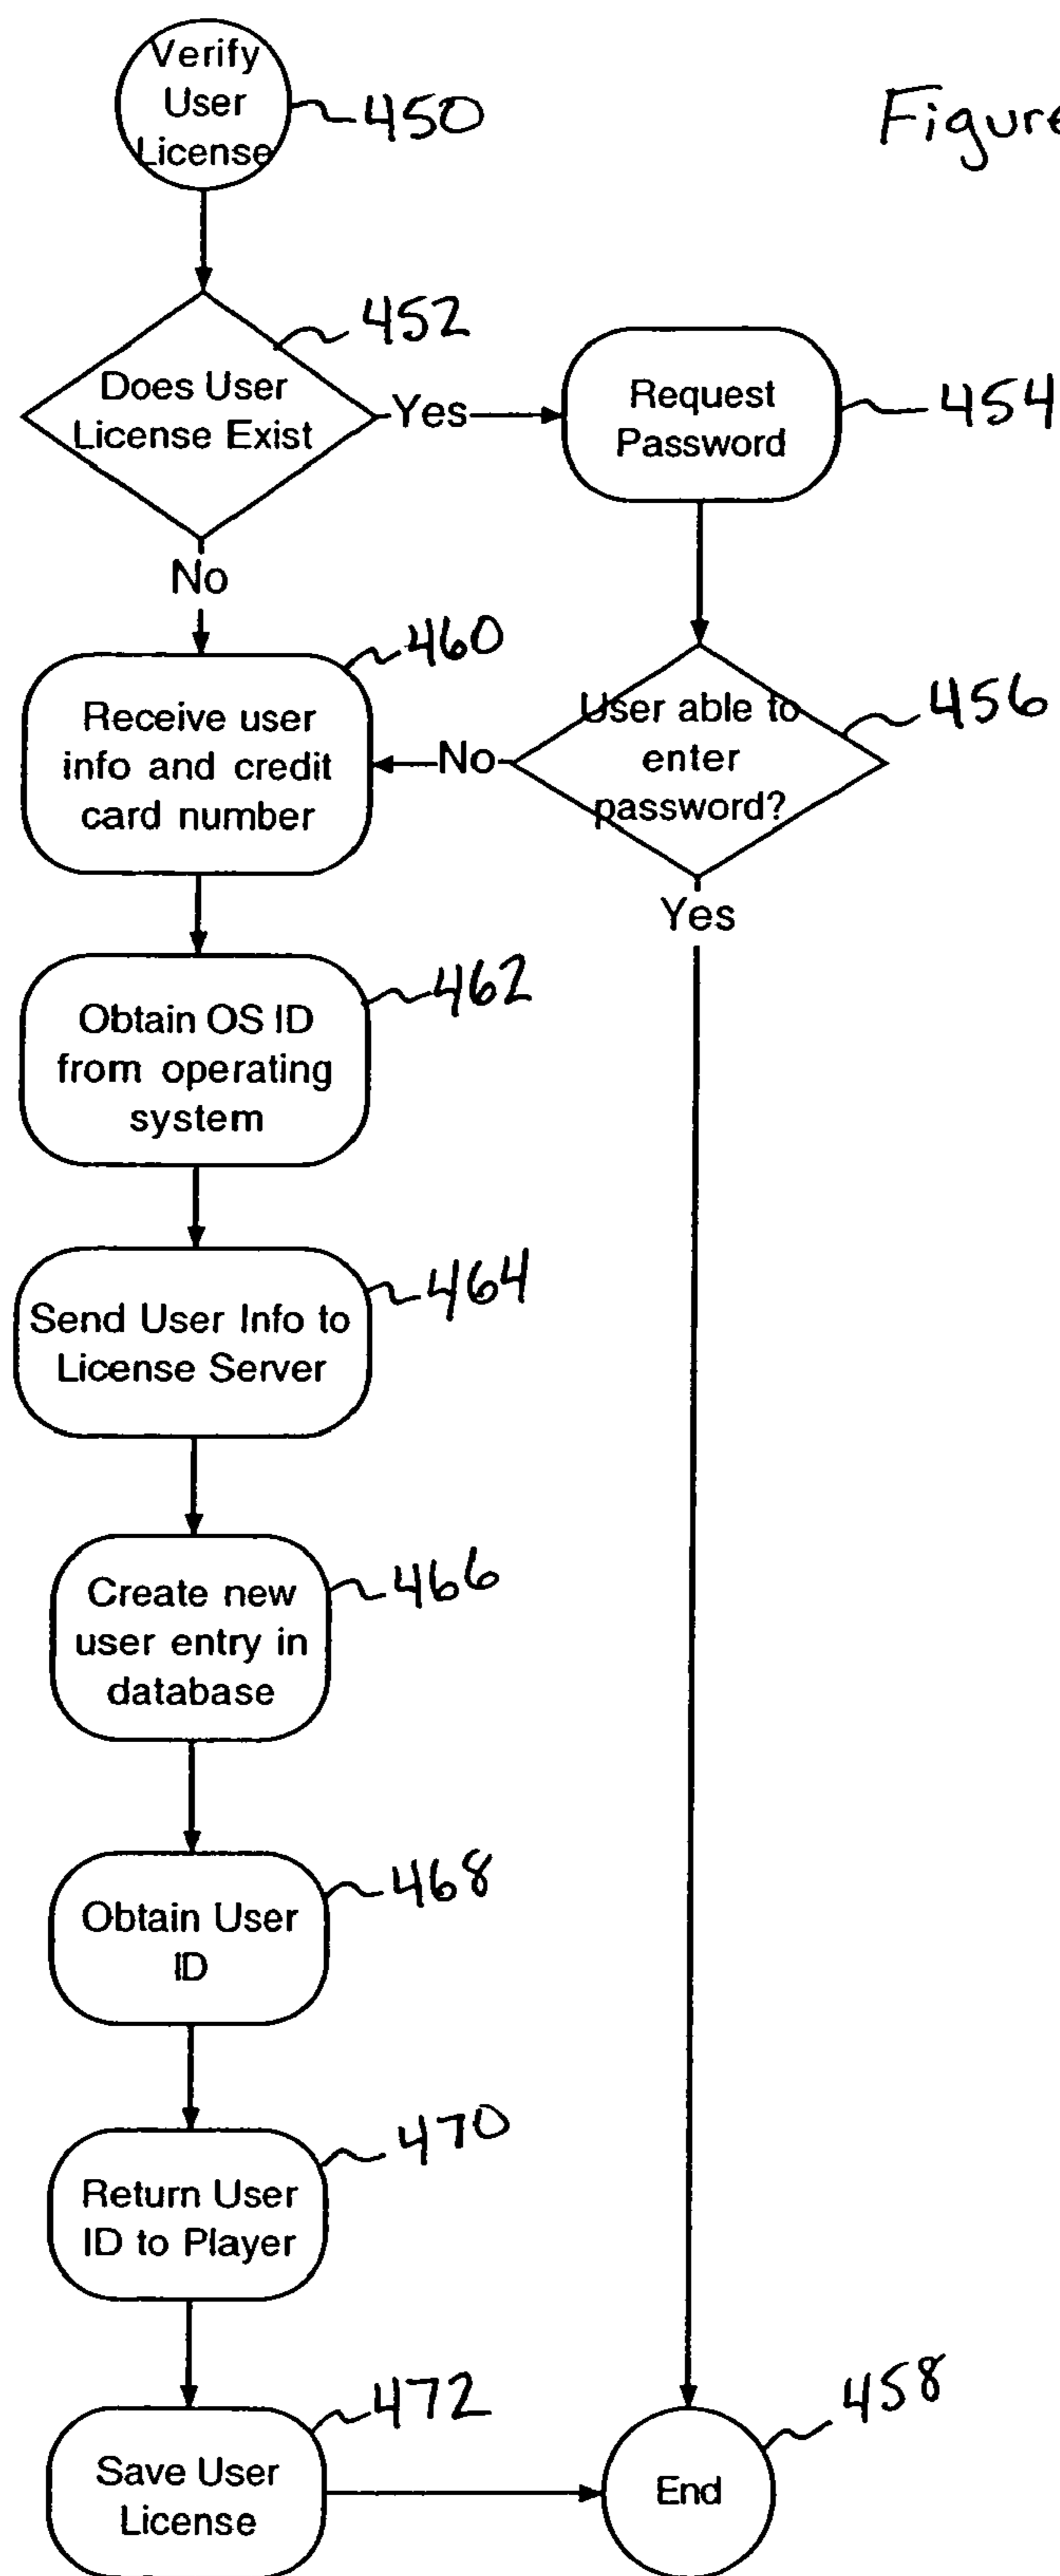 Verify
User
License
450
Figure
452
Does User
License Exist
Yes
Request
Password
454
No
460
Receive user
info and credit
card number
No
User able to
enter
password?
456
Yes
462
Obtain OS ID
from operating
system
464
Send User Info to
License Server
466
Create new
user entry in
database
468
Obtain User
ID
470
Return User
ID to Player
472
Save User
License
458
End